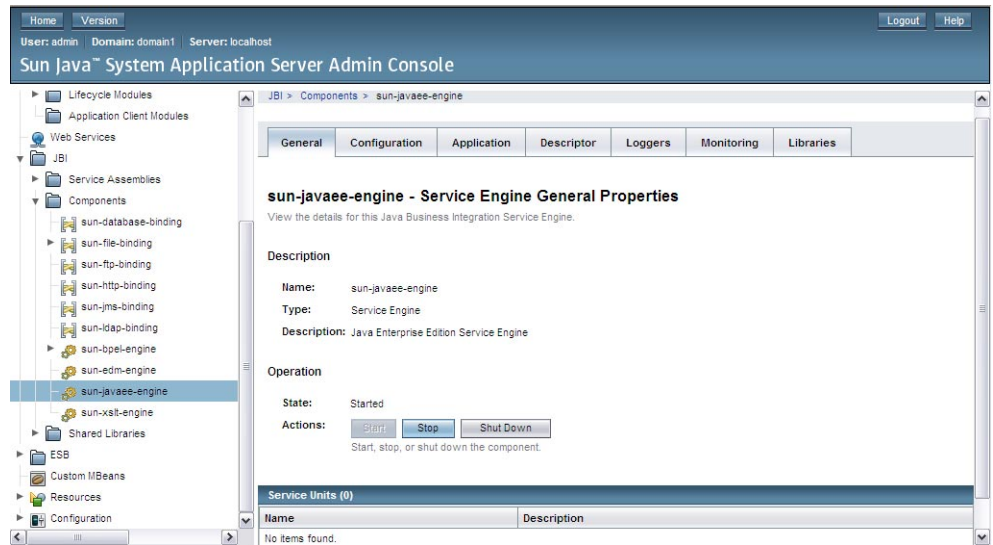 Home Version Logout Help
User: admin Domain: domain1 Server: localhost
Sun Java™ System Application Server Admin Console
Lifecycle Modules
Application Client Modules
Web Services
JBI
Service Assemblies
Components
sun-database-binding
sun-file-binding
sun-ftp-binding
sun-http-binding
sun-jms-binding
sun-ldap-binding
sun-bpel-engine
sun-edm-engine
sun-javaee-engine
sun-xslt-engine
Shared Libraries
ESB
Custom MBeans
Resources
Configuration
JBI > Components > sun-javaee-engine
General Configuration Application Descriptor Loggers Monitoring Libraries
sun-javaee-engine - Service Engine General Properties
View the details for this Java Business Integration Service Engine.
Description
Name: sun-javaee-engine
Type: Service Engine
Description: Java Enterprise Edition Service Engine
Operation
State: Started
Actions: Start Stop Shut Down
Start, stop, or shut down the component.
Service Units (0)
Name Description
No items found.